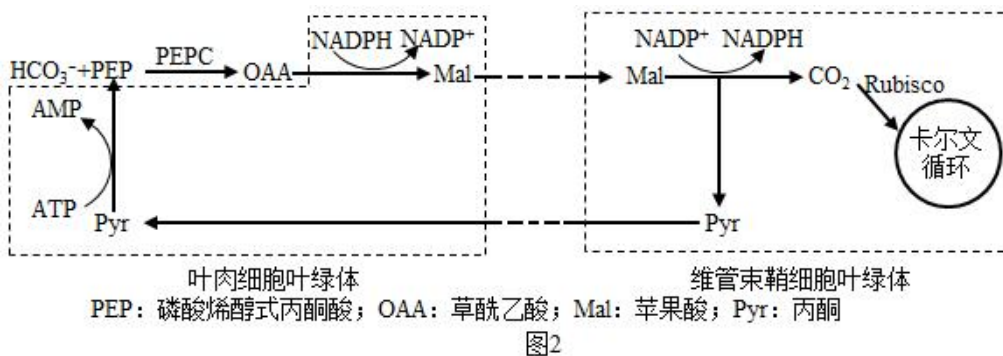 NADPH NADP⁺
NADP⁺ NADPH
HCO₃⁻+PEP PEPC OAA Mal Mal CO₂ Rubisco
AMP
卡尔文
循环
ATP
Pyr Pyr
叶肉细胞叶绿体 维管束鞘细胞叶绿体
PEP：磷酸烯醇式丙酮酸；OAA：草酰乙酸；Mal：苹果酸；Pyr：丙酮
图2